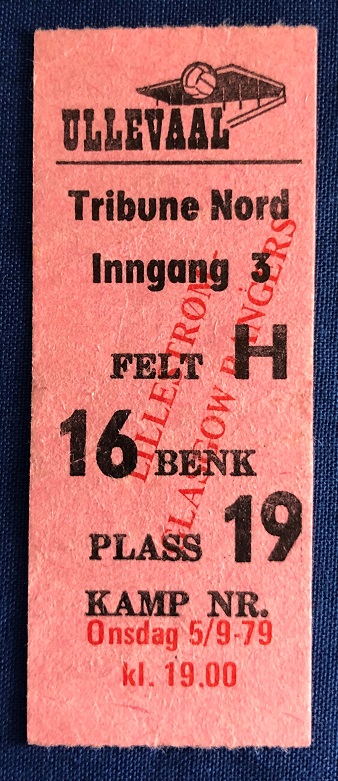 ULLEVAAL
Tribune Nord
Inngang 3
FELT H
16 BENK
PLASS 19
KAMP NR.
Onsdag 5/9-79
kl. 19.00
LILLESTRØM
GLASGOW RANGERS